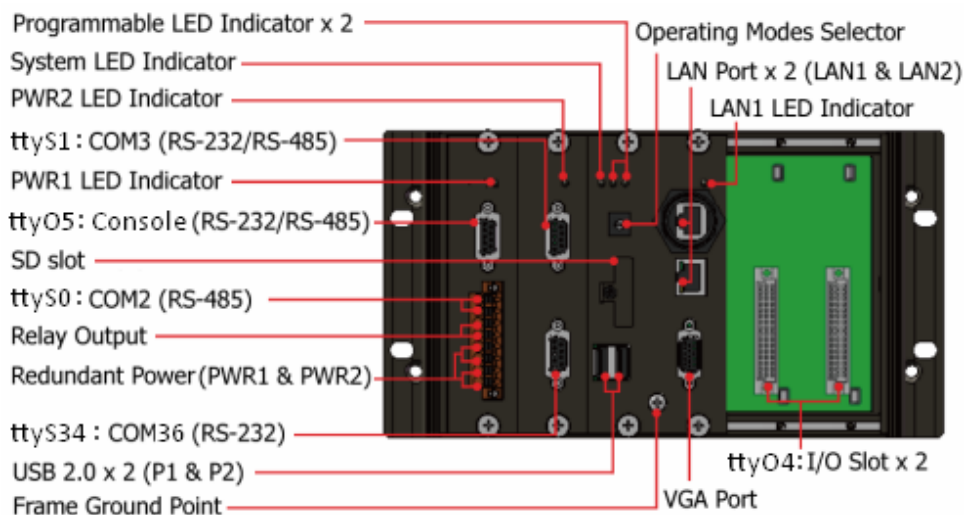 Programmable LED Indicator x 2
System LED Indicator
PWR2 LED Indicator
ttyS1: COM3 (RS-232/RS-485)
PWR1 LED Indicator
ttyO5: Console (RS-232/RS-485)
SD slot
ttyS0: COM2 (RS-485)
Relay Output
Redundant Power (PWR1 & PWR2)
ttyS34: COM36 (RS-232)
USB 2.0 x 2 (P1 & P2)
Frame Ground Point
Operating Modes Selector
LAN Port x 2 (LAN1 & LAN2)
LAN1 LED Indicator
ttyO4: I/O Slot x 2
VGA Port